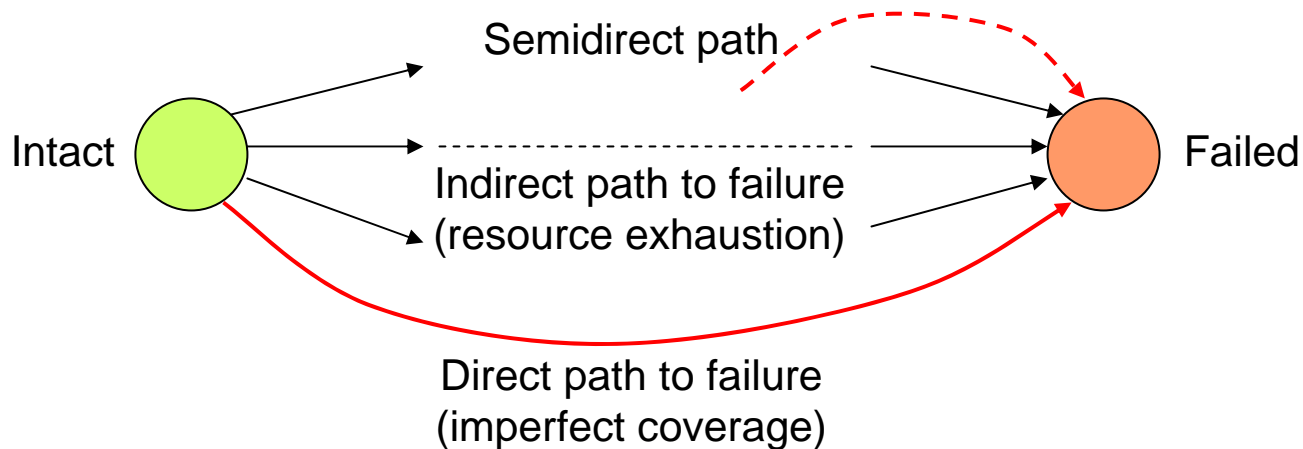 Semidirect path
Intact
Failed
Indirect path to failure
(resource exhaustion)
Direct path to failure
(imperfect coverage)